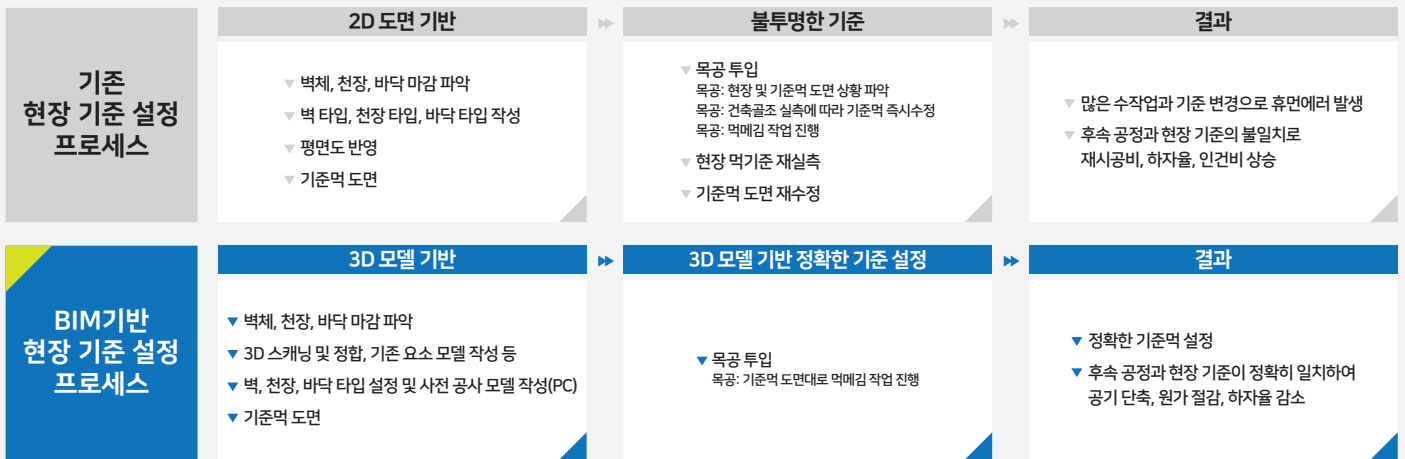 기존
현장 기준 설정
프로세스
2D 도면 기반
▼ 벽체, 천장, 바닥 마감 파악
▼ 벽 타입, 천장 타입, 바닥 타입 작성
▼ 평면도 반영
▼ 기준먹 도면
불투명한 기준
▼ 목공 투입
목공: 현장 및 기준먹 도면 상황 파악
목공: 건축골조 실측에 따라 기준먹 즉시수정
목공: 먹메김 작업 진행
▼ 현장 먹기준 재실측
▼ 기준먹 도면 재수정
결과
▼ 많은 수작업과 기준 변경으로 휴먼에러 발생
▼ 후속 공정과 현장 기준의 불일치로
재시공비, 하자율, 인건비 상승
BIM기반
현장 기준 설정
프로세스
3D 모델 기반
▼ 벽체, 천장, 바닥 마감 파악
▼ 3D 스캐닝 및 정합, 기존 요소 모델 작성 등
▼ 벽, 천장, 바닥 타입 설정 및 사전 공사 모델 작성(PC)
▼ 기준먹 도면
3D 모델 기반 정확한 기준 설정
▼ 목공 투입
목공: 기준먹 도면대로 먹메김 작업 진행
결과
▼ 정확한 기준먹 설정
▼ 후속 공정과 현장 기준이 정확히 일치하여
공기 단축, 원가 절감, 하자율 감소